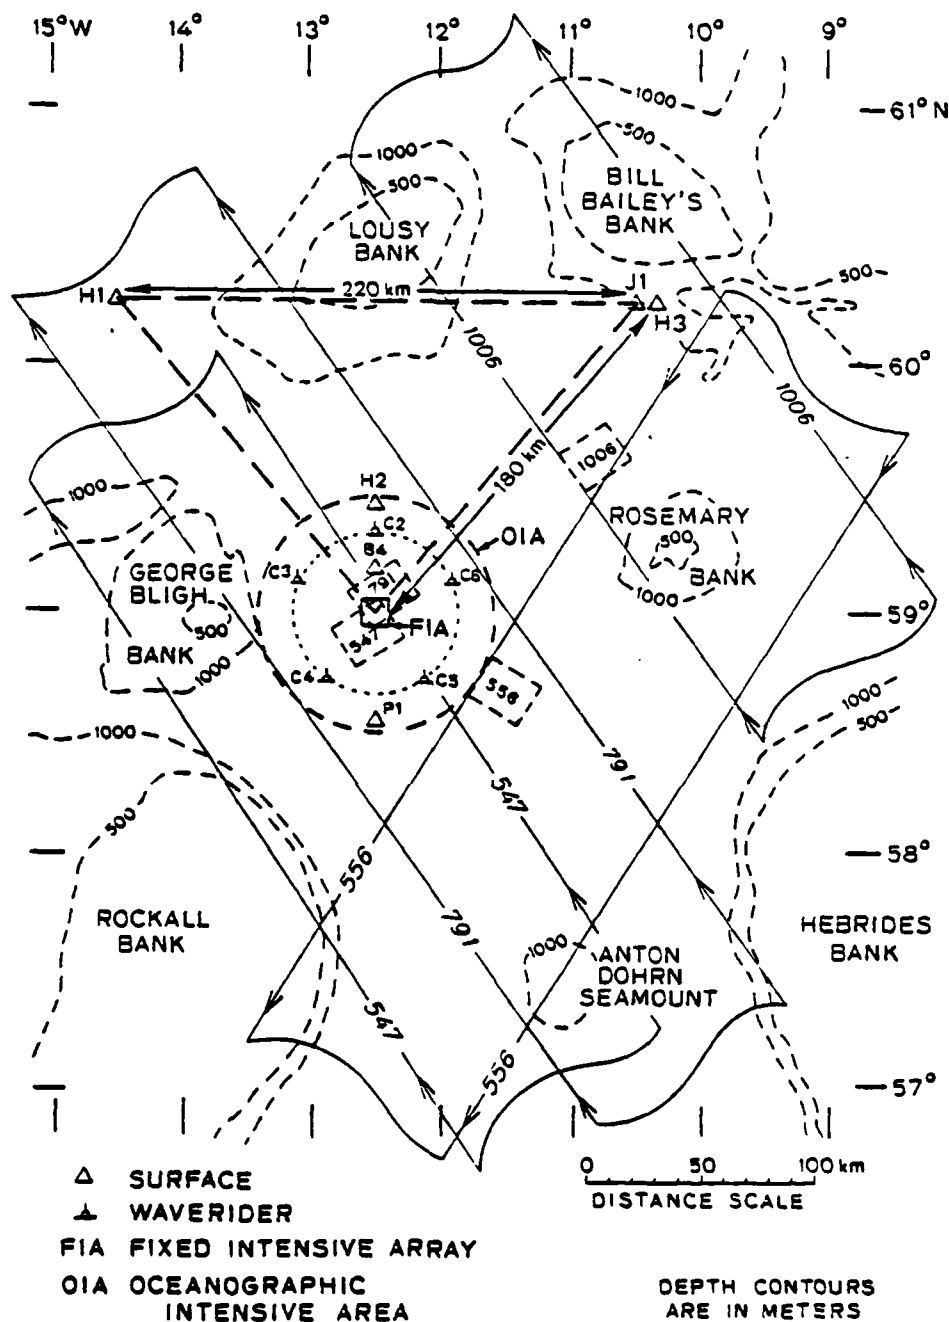 15°W
14°
13°
12°
11°
10°
9°
61°N
1000
500
BILL
BAILEY'S
BANK
1000
500
LOUSY
BANK
500
H1
220 km
J1
H3
60°
1006
1006
180 km
1006
1000
H2
C2
OIA
ROSEMARY
500
BANK
1000
GEORGE
BLIGH
500
BANK
1000
C3
B4
79
C6
59°
FIA
547
C4
C5
P1
556
1000
500
1000
500
791
547
58°
556
791
ROCKALL
BANK
HEBRIDES
BANK
1000
ANTON
DOHRN
SEAMOUNT
547
556
57°
SURFACE
WAVERIDER
FIA FIXED INTENSIVE ARRAY
OIA OCEANOGRAPHIC
INTENSIVE AREA
0 50 100 km
DISTANCE SCALE
DEPTH CONTOURS
ARE IN METERS